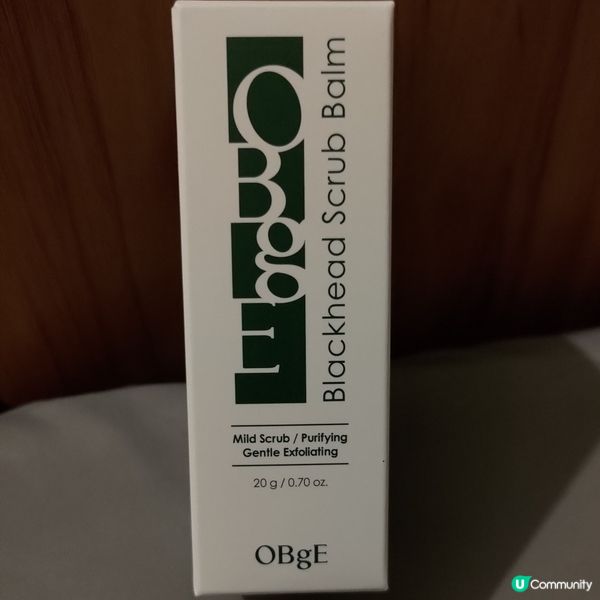 OBgE
Blackhead Scrub Balm
Mild Scrub / Purifying
Gentle Exfoliating
20 g / 0.70 oz.
OBgE
U Community